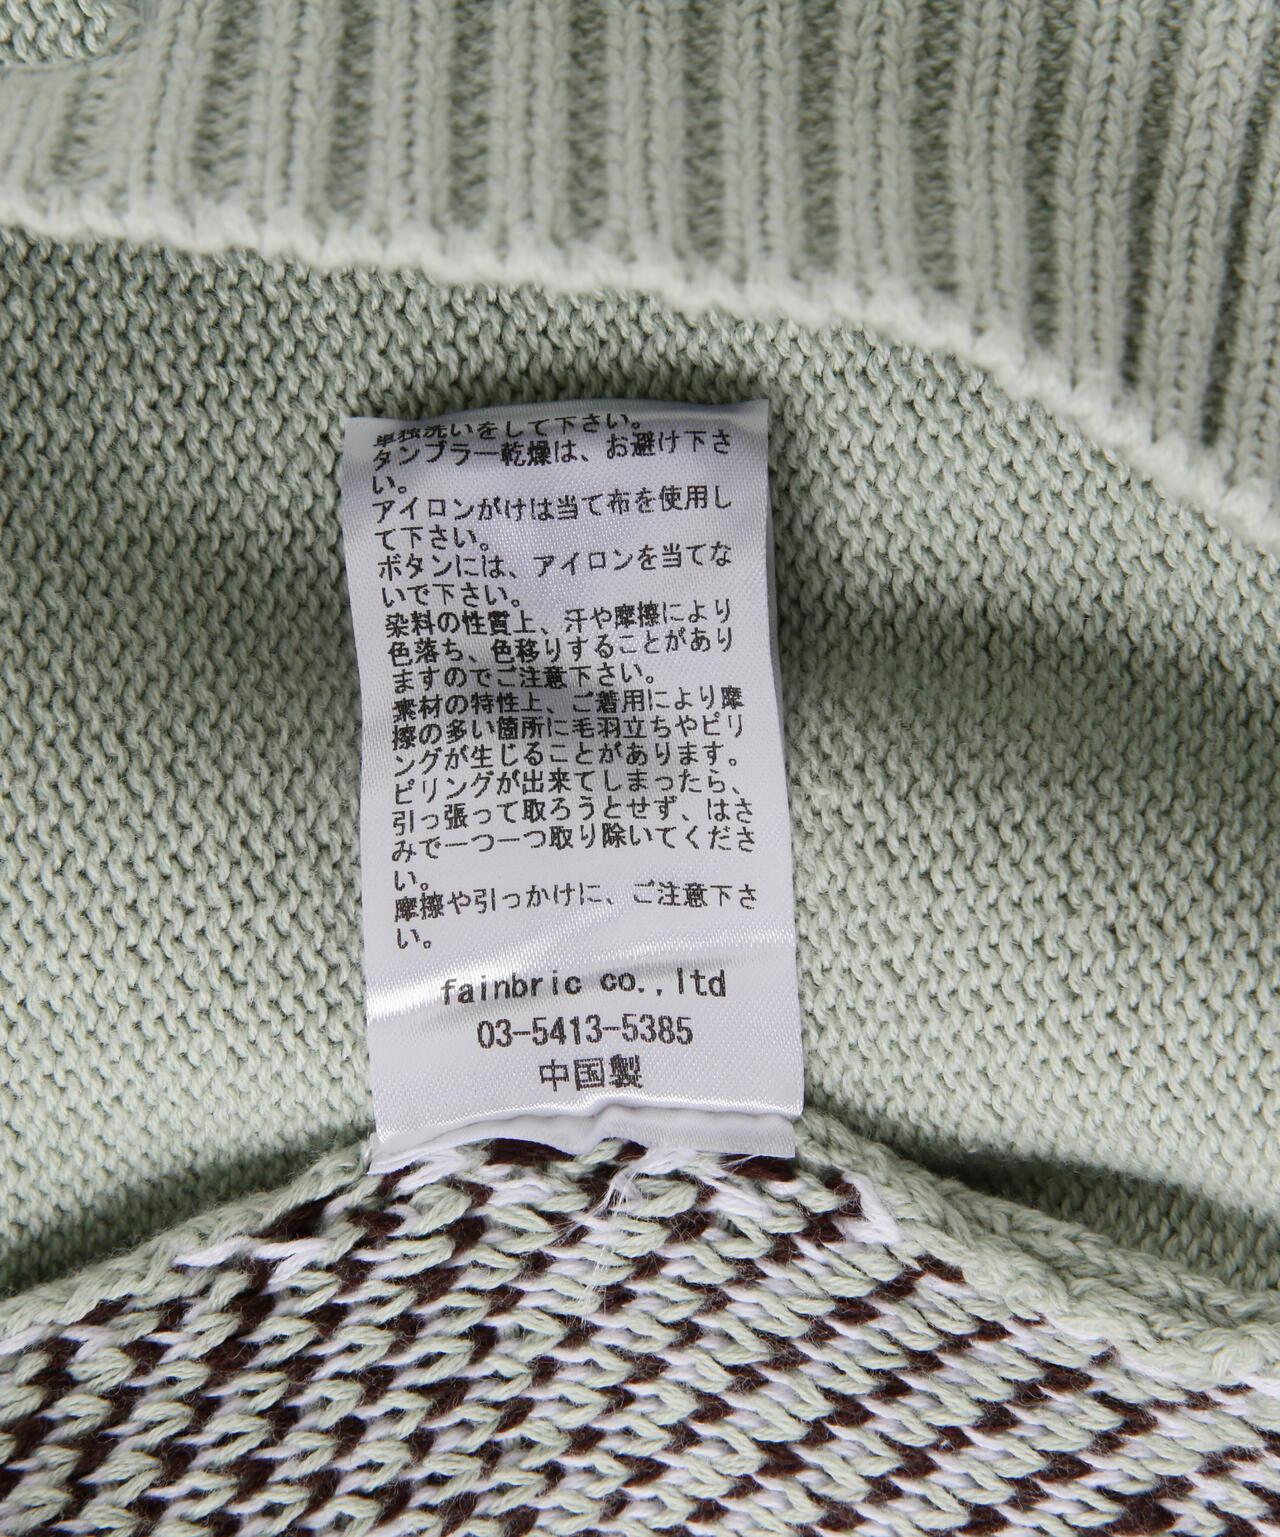 単独洗いをして下さい。
タンブラー乾燥は、お避け下さ
い。
アイロンがけは当て布を使用し
て下さい。
ボタンには、アイロンを当てな
いで下さい。
染料の性質上、汗や摩擦により
色落ち、色移りすることがあり
ますのでご注意下さい。
素材の特性上、ご着用により摩
擦の多い箇所に毛羽立ちやピリ
ングが生じることがあります。
ピリングが出来てしまったら、
引っ張って取ろうとせず、はさ
みで一つ一つ取り除いてくださ
い。
摩擦や引っかけに、ご注意下さ
い。
fainbric co.,ltd
03-5413-5385
中国製